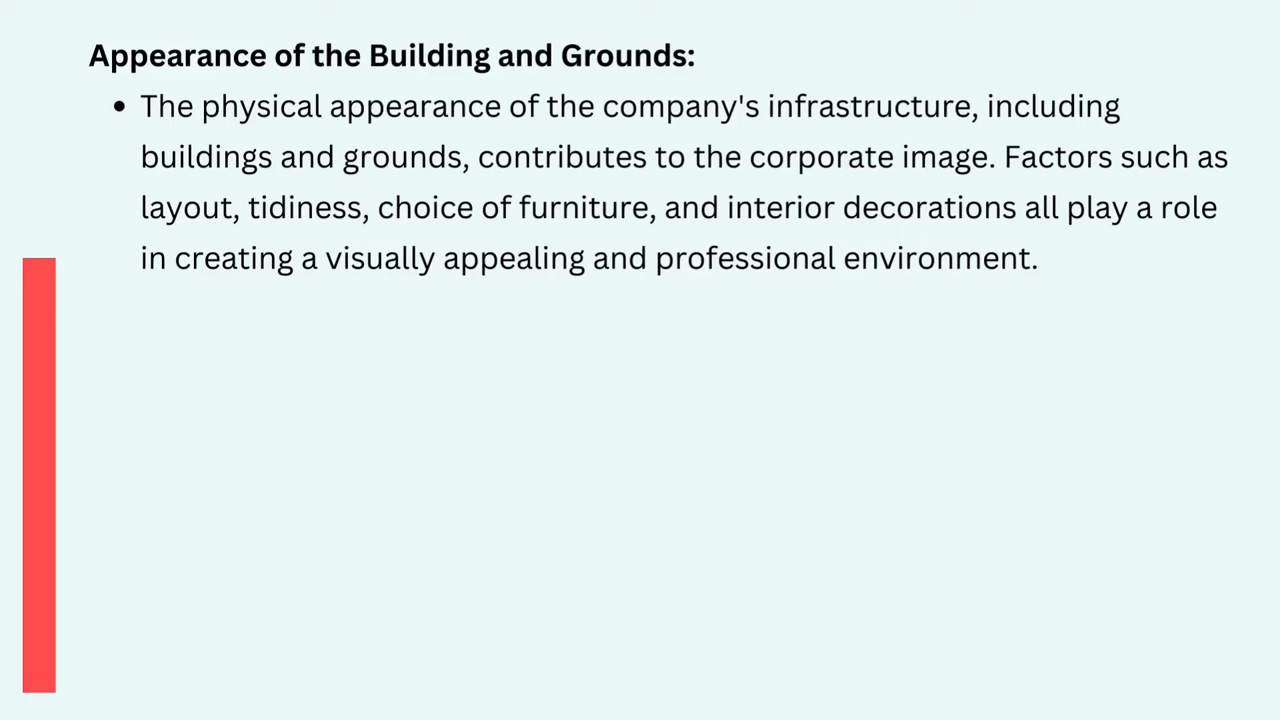 Appearance of the Building and Grounds:
• The physical appearance of the company's infrastructure, including
buildings and grounds, contributes to the corporate image. Factors such as
layout, tidiness, choice of furniture, and interior decorations all play a role
in creating a visually appealing and professional environment.